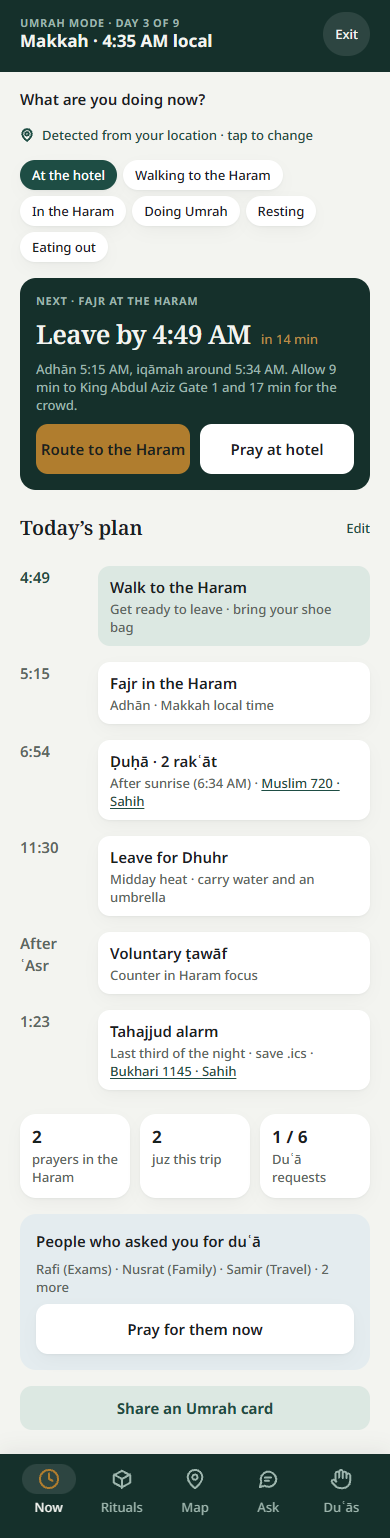 UMRAH MODE · DAY 3 OF 9
Makkah · 4:35 AM local
Exit
What are you doing now?
Detected from your location · tap to change
At the hotel
Walking to the Haram
In the Haram
Doing Umrah
Resting
Eating out
NEXT · FAJR AT THE HARAM
Leave by 4:49 AM in 14 min
Adhān 5:15 AM, iqāmah around 5:34 AM. Allow 9
min to King Abdul Aziz Gate 1 and 17 min for the
crowd.
Route to the Haram
Pray at hotel
Today’s plan
Edit
4:49
Walk to the Haram
Get ready to leave · bring your shoe
bag
5:15
Fajr in the Haram
Adhān · Makkah local time
6:54
Ḍuḥā · 2 rakʿāt
After sunrise (6:34 AM) · Muslim 720 ·
Sahih
11:30
Leave for Dhuhr
Midday heat · carry water and an
umbrella
After
ʿAsr
Voluntary ṭawāf
Counter in Haram focus
1:23
Tahajjud alarm
Last third of the night · save .ics ·
Bukhari 1145 · Sahih
2
prayers in the
Haram
2
juz this trip
1 / 6
Duʿā
requests
People who asked you for duʿā
Rafi (Exams) · Nusrat (Family) · Samir (Travel) · 2
more
Pray for them now
Share an Umrah card
Now
Rituals
Map
Ask
Duʿās